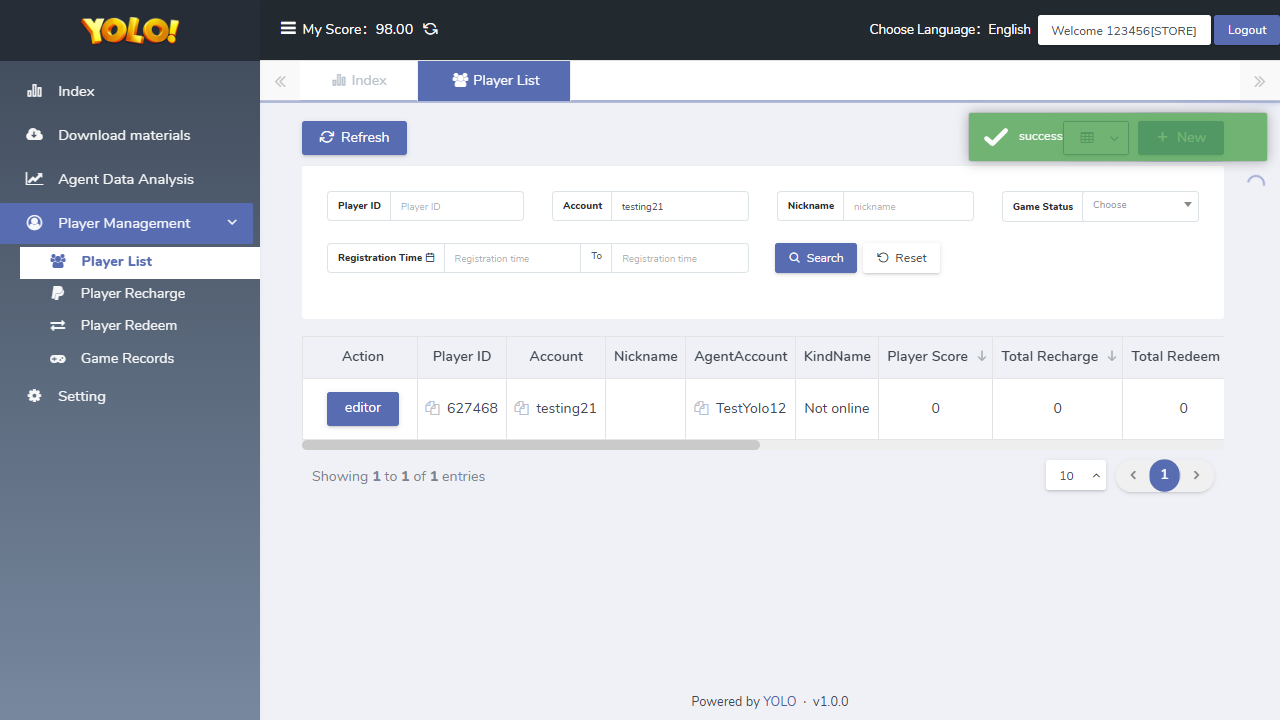 YOLO!
My Score: 98.00
Choose Language: English
Welcome 123456[STORE]
Logout
Index
Download materials
Agent Data Analysis
Player Management
Player List
Player Recharge
Player Redeem
Game Records
Setting
Index
Player List
Refresh
success
New
Player ID Player ID
Account testing21
Nickname nickname
Game Status Choose
Registration Time Registration time To Registration time
Search
Reset
Action Player ID Account Nickname AgentAccount KindName Player Score Total Recharge Total Redeem
editor 627468 testing21 TestYolo12 Not online 0 0 0
Showing 1 to 1 of 1 entries
10
1
Powered by YOLO · v1.0.0